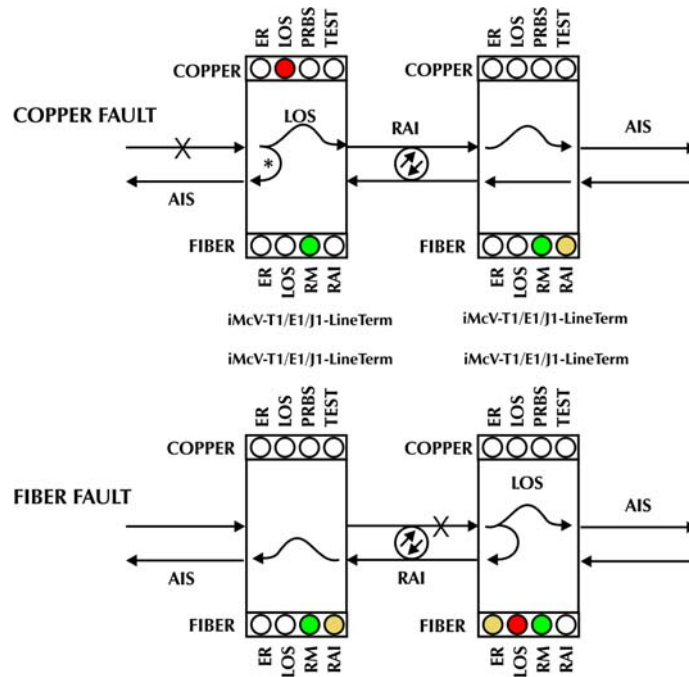 ER LOS PRBS TEST ER LOS PRBS TEST
COPPER COPPER
COPPER FAULT LOS RAI AIS
*
AIS
FIBER FIBER
ER LOS RM RAI ER LOS RM RAI
iMcV-T1/E1/J1-LineTerm iMcV-T1/E1/J1-LineTerm
iMcV-T1/E1/J1-LineTerm iMcV-T1/E1/J1-LineTerm
ER LOS PRBS TEST ER LOS PRBS TEST
COPPER COPPER
FIBER FAULT LOS AIS
AIS RAI
FIBER FIBER
ER LOS RM RAI ER LOS RM RAI